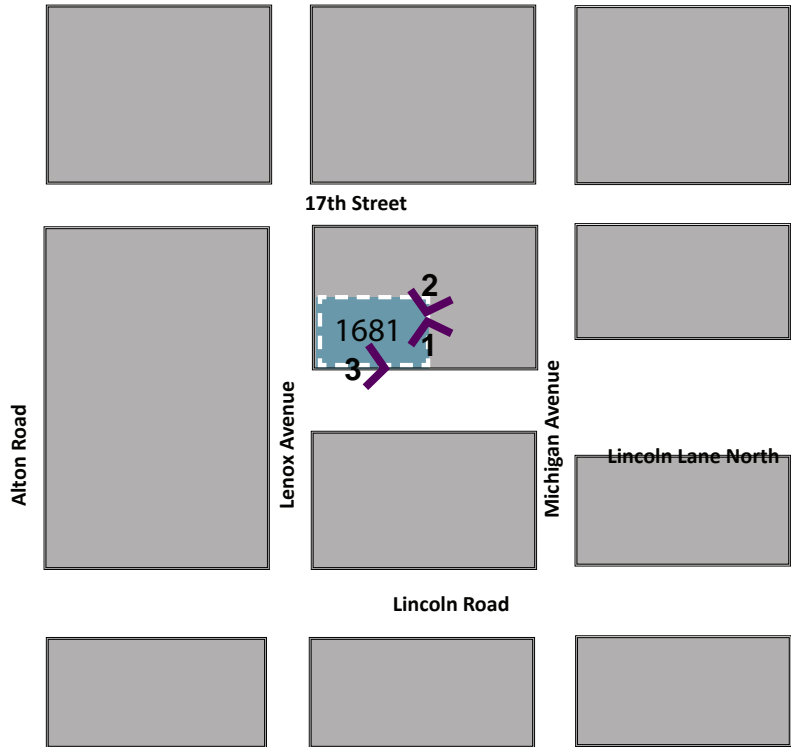 17th Street
2
1681
1
3
Alton Road
Lenox Avenue
Michigan Avenue
Lincoln Lane North
Lincoln Road